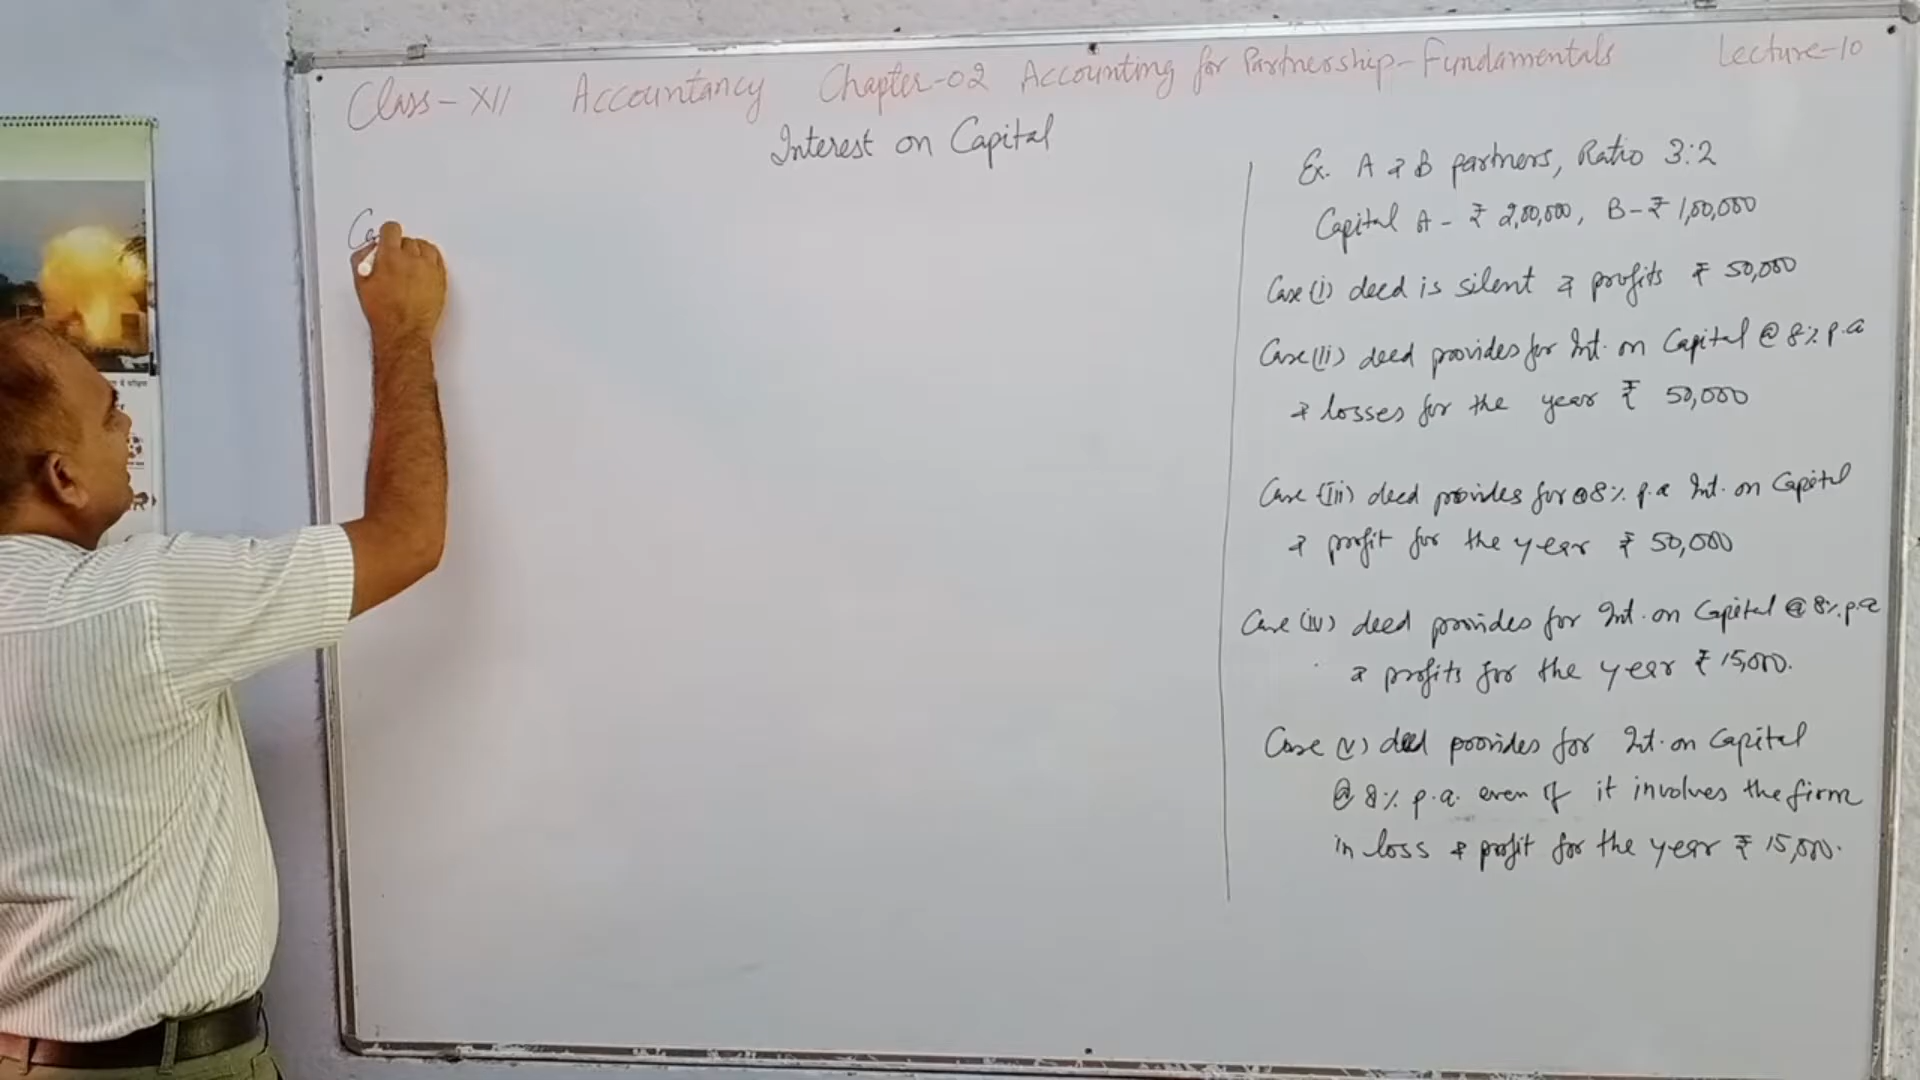 Class-XII Accountancy Chapter-02 Accounting for Partnership-Fundamentals Lecture-10
Interest on Capital
Ca
Ex. A & B partners, Ratio 3:2
Capital A - ₹ 2,00,000, B - ₹ 1,00,000
Case (i) deed is silent & profits ₹ 50,000
Case (ii) deed provides for Int. on Capital @ 8% p.a
& losses for the year ₹ 50,000
Case (iii) deed provides for @8% p.a Int. on Capital
& profit for the year ₹ 50,000
Case (iv) deed provides for Int. on Capital @ 8% p.a
& profits for the year ₹ 15,000.
Case (v) deed provides for Int. on Capital
@ 8% p.a. even if it involves the firm
in loss & profit for the year ₹ 15,000.